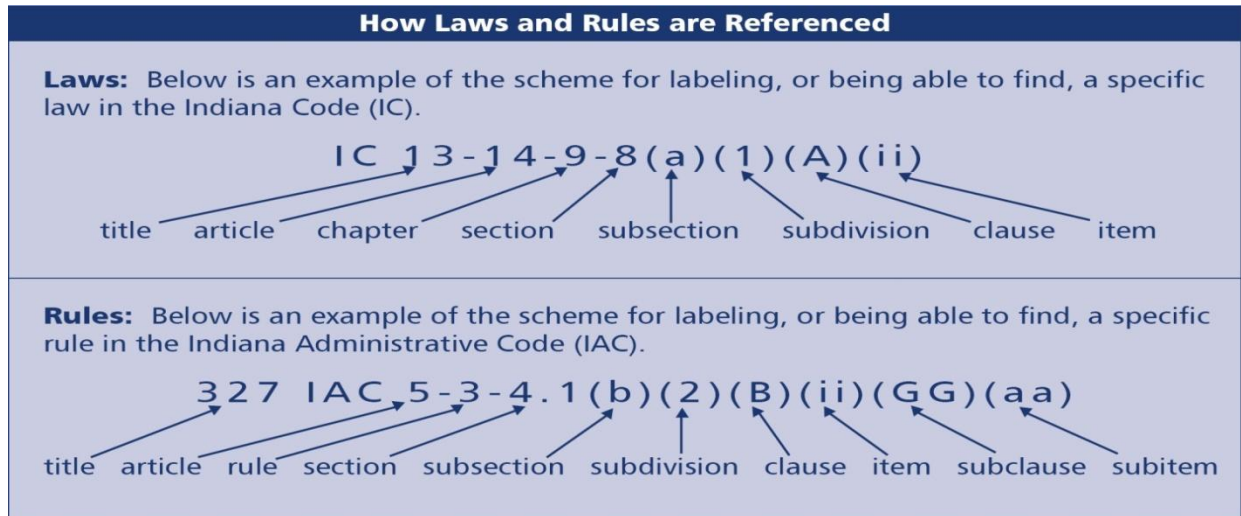 How Laws and Rules are Referenced
Laws: Below is an example of the scheme for labeling, or being able to find, a specific
law in the Indiana Code (IC).
IC 13-14-9-8(a)(1)(A)(ii)
title article chapter section subsection subdivision clause item
Rules: Below is an example of the scheme for labeling, or being able to find, a specific
rule in the Indiana Administrative Code (IAC).
327 IAC 5-3-4.1(b)(2)(B)(ii)(GG)(aa)
title article rule section subsection subdivision clause item subclause subitem